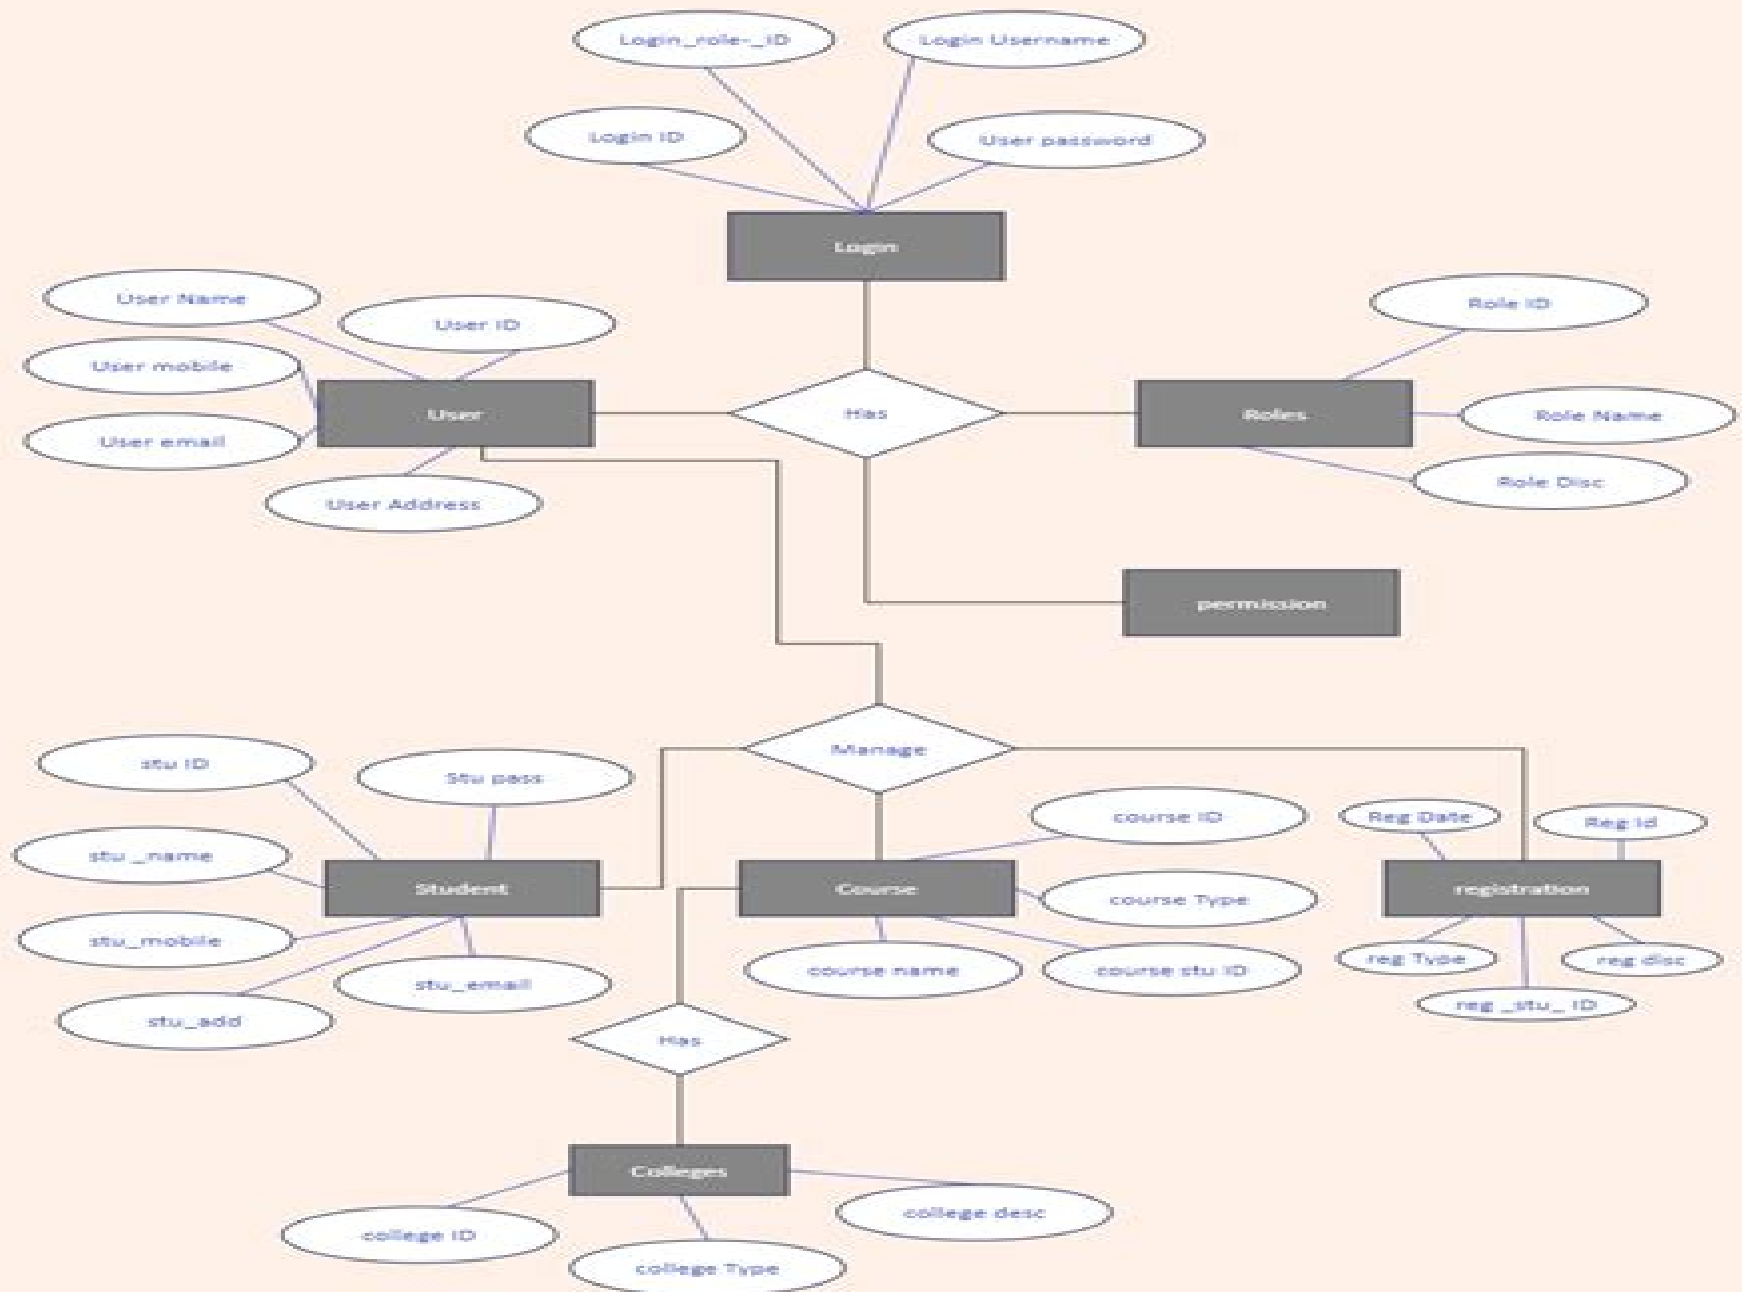 Login_role-_ID
Login Username
Login ID
User password
Login
User Name
User ID
Role ID
User mobile
User
Has
Roles
Role Name
User email
Role Disc
User Address
permission
Manage
stu ID
Stu pass
course ID
Reg Date
Reg Id
stu _name
Student
Course
course Type
registration
stu_mobile
stu_email
course name
course stu ID
reg Type
reg disc
stu_add
reg _stu_ ID
Has
Colleges
college ID
college desc
college Type